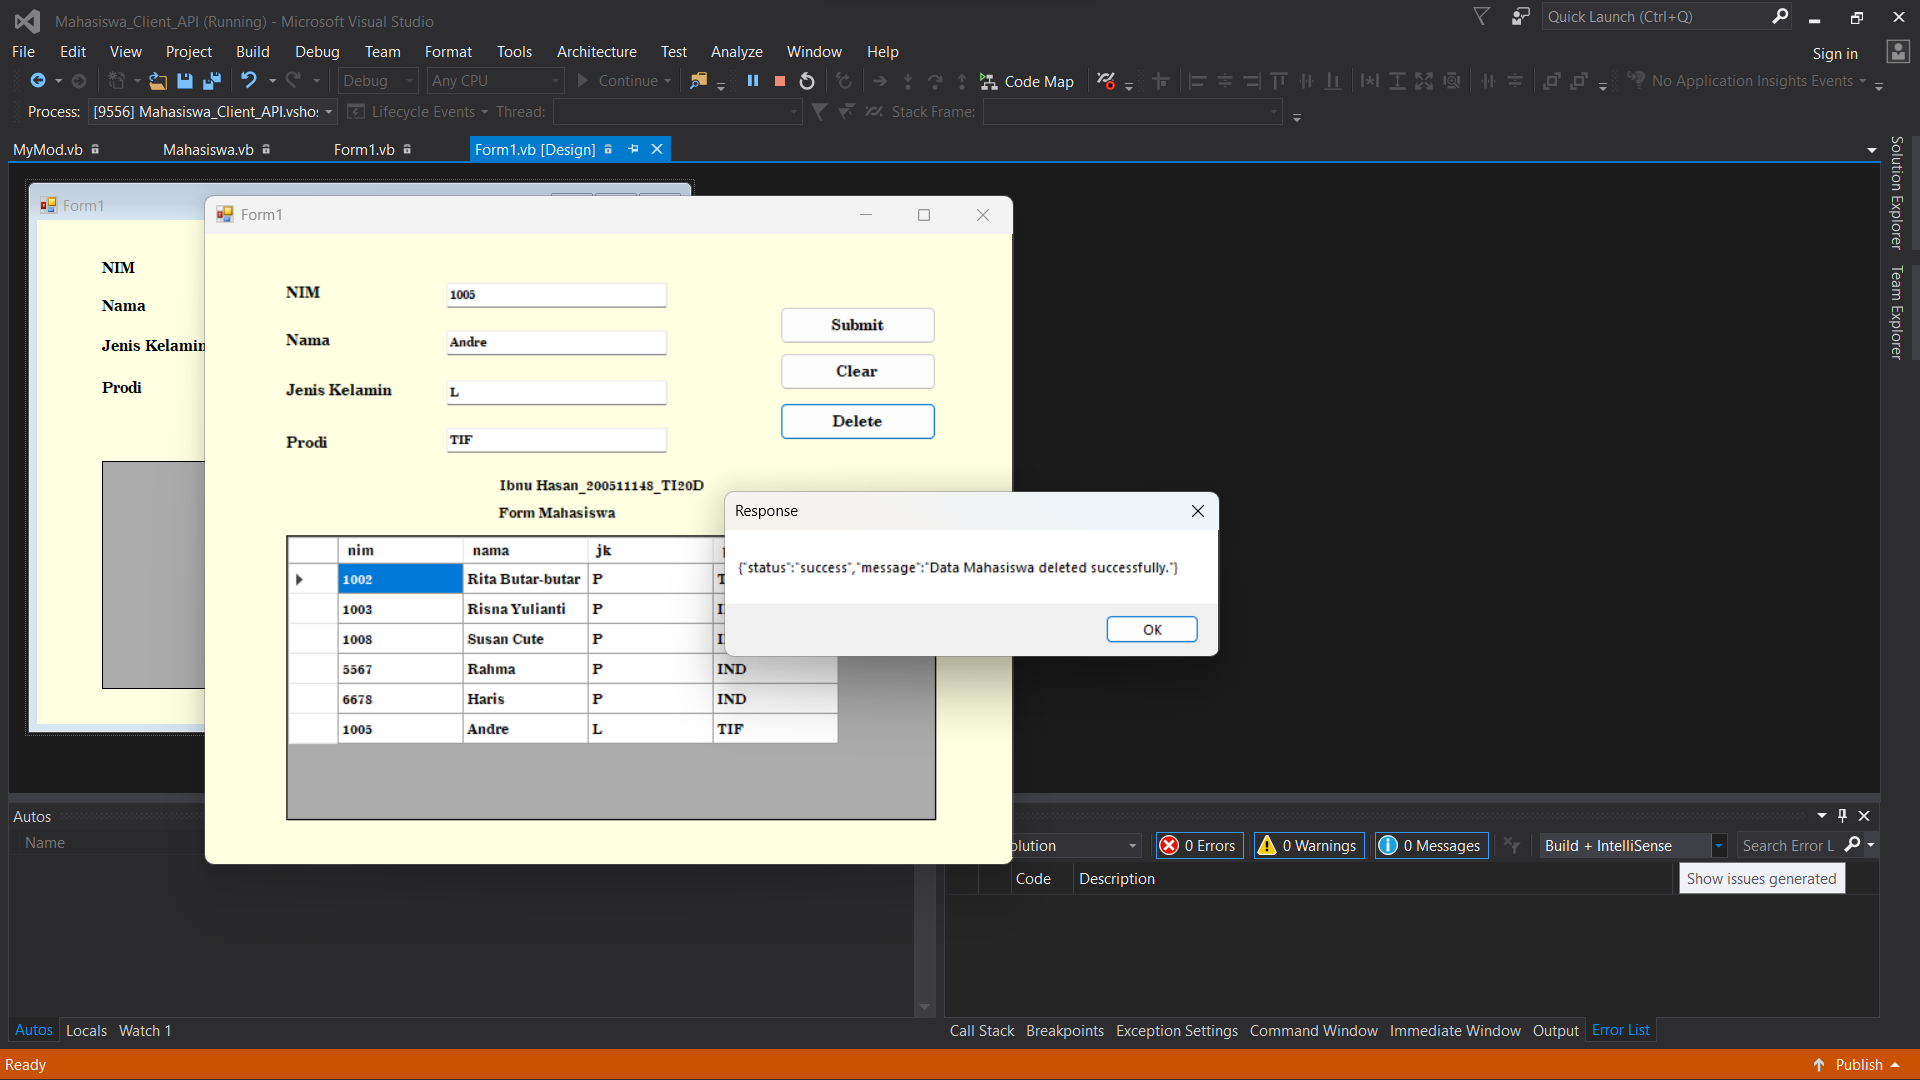 Mahasiswa_Client_API (Running) - Microsoft Visual Studio
Quick Launch (Ctrl+Q)
File Edit View Project Build Debug Team Format Tools Architecture Test Analyze Window Help
Sign in
Debug Any CPU Continue Code Map No Application Insights Events
Process: [9556] Mahasiswa_Client_API.vsho Lifecycle Events Thread: Stack Frame:
MyMod.vb Mahasiswa.vb Form1.vb Form1.vb [Design]
Solution Explorer
Team Explorer
Form1
NIM
Nama
Jenis Kelamin
Prodi
Form1
NIM 1005
Nama Andre
Jenis Kelamin L
Prodi TIF
Submit
Clear
Delete
Ibnu Hasan_200511148_TI20D
Form Mahasiswa
nim nama jk
1002 Rita Butar-butar P
1003 Risna Yulianti P
1008 Susan Cute P
5567 Rahma P IND
6678 Haris P IND
1005 Andre L TIF
Response
{"status":"success","message":"Data Mahasiswa deleted successfully."}
OK
Autos
Name
olution 0 Errors 0 Warnings 0 Messages Build + IntelliSense Search Error L
Code Description
Show issues generated
Autos Locals Watch 1
Call Stack Breakpoints Exception Settings Command Window Immediate Window Output Error List
Ready
Publish